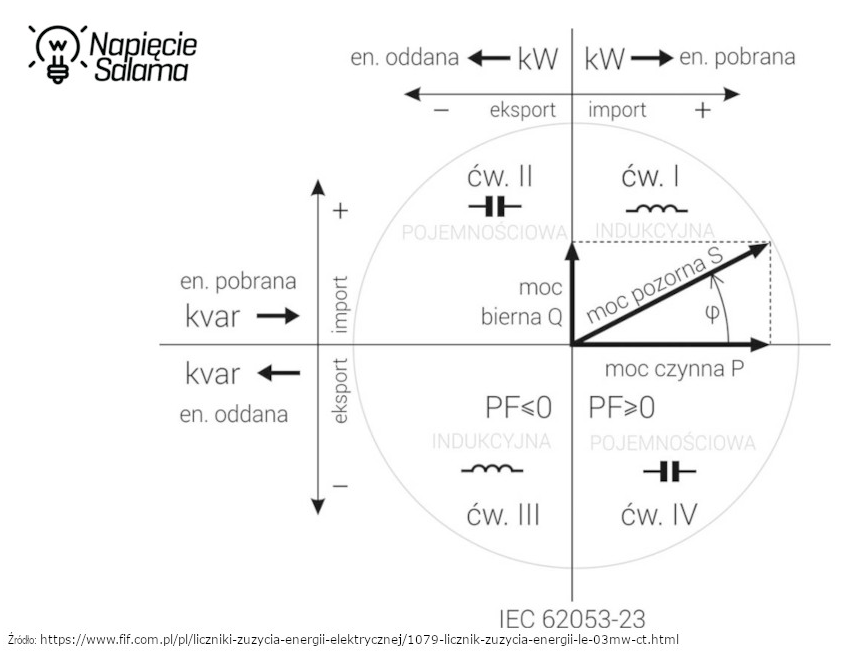 Napięcie
Salama
en. oddana kW kW en. pobrana
− eksport import +
ćw. II ćw. I
POJEMNOŚCIOWA INDUKCYJNA
+
en. pobrana
kvar
import
moc
bierna Q
moc pozorna S
φ
moc czynna P
kvar
en. oddana
eksport
−
PF⩽0 PF⩾0
INDUKCYJNA POJEMNOŚCIOWA
ćw. III ćw. IV
IEC 62053-23
Źródło: https://www.fif.com.pl/pl/liczniki-zuzycia-energii-elektrycznej/1079-licznik-zuzycia-energii-le-03mw-ct.html